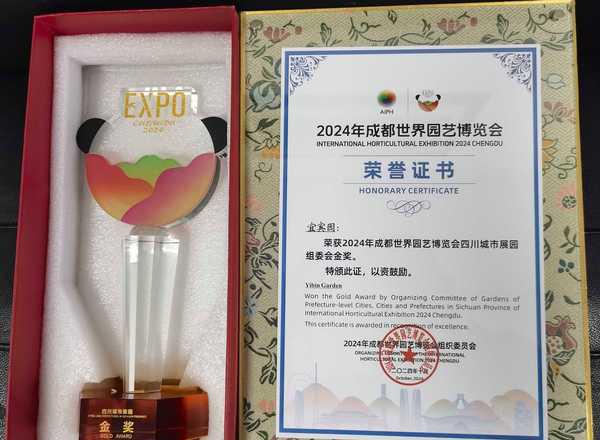 EXPO
Chengdu
2024
四川城市展园
金奖
GOLD AWARD
AIPH
2024年成都世界园艺博览会
INTERNATIONAL HORTICULTURAL EXHIBITION 2024 CHENGDU
荣誉证书
HONORARY CERTIFICATE
宜宾园：
荣获2024年成都世界园艺博览会四川城市展园
组委会金奖。
特颁此证，以资鼓励。
Yibin Garden
Won the Gold Award by Organizing Committee of Gardens of
Prefecture-level Cities, Cities and Prefectures in Sichuan Province of
International Horticultural Exhibition 2024 Chengdu.
This certificate is awarded in recognition of excellence.
2024年成都世界园艺博览会组织委员会
ORGANIZING COMMITTEE OF THE INTERNATIONAL
HORTICULTURAL EXHIBITION 2024 CHENGDU
二〇二四年十月
October, 2024